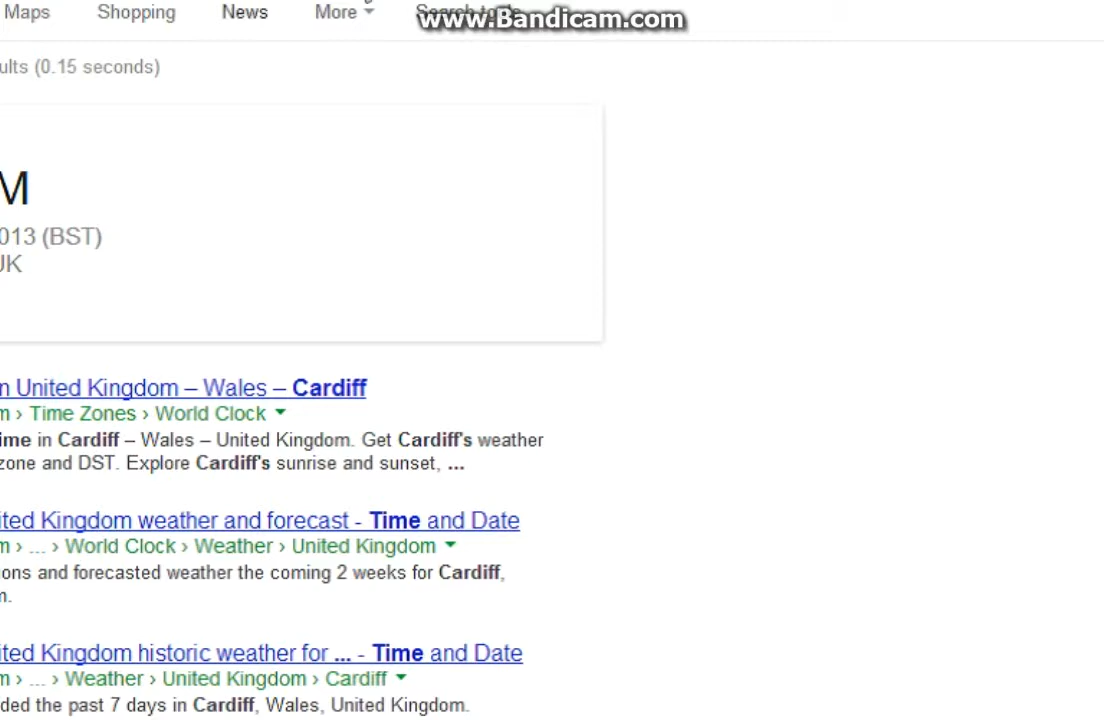 Maps Shopping News More
www.Bandicam.com
ults (0.15 seconds)
M
013 (BST)
UK
n United Kingdom – Wales – Cardiff
m › Time Zones › World Clock
ime in Cardiff – Wales – United Kingdom. Get Cardiff's weather
zone and DST. Explore Cardiff's sunrise and sunset, ...
ited Kingdom weather and forecast - Time and Date
m › ... › World Clock › Weather › United Kingdom
ons and forecasted weather the coming 2 weeks for Cardiff,
m.
ited Kingdom historic weather for ... - Time and Date
m › ... › Weather › United Kingdom › Cardiff
ded the past 7 days in Cardiff, Wales, United Kingdom.